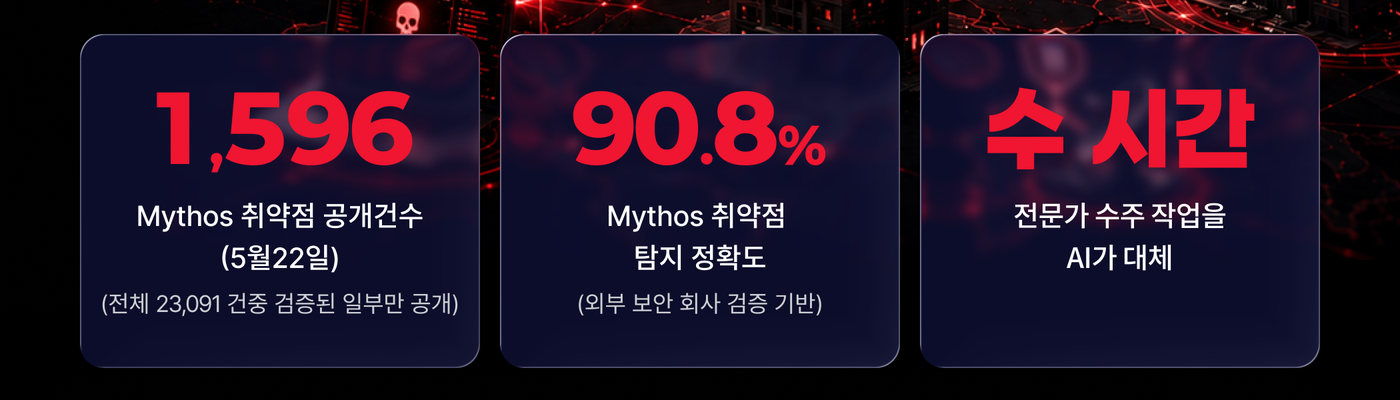 1,596
Mythos 취약점 공개건수
(5월22일)
(전체 23,091 건중 검증된 일부만 공개)
90.8%
Mythos 취약점
탐지 정확도
(외부 보안 회사 검증 기반)
수 시간
전문가 수주 작업을
AI가 대체